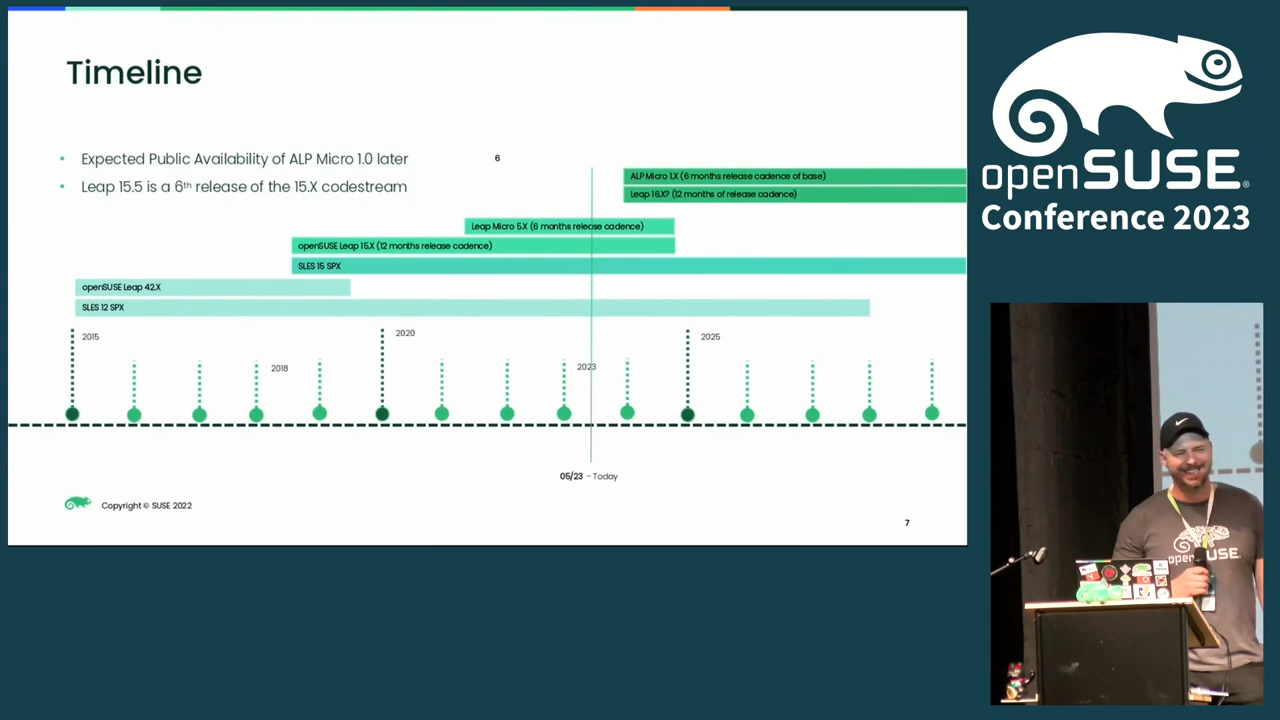 Timeline
• Expected Public Availability of ALP Micro 1.0 later
6
• Leap 15.5 is a 6th release of the 15.X codestream
ALP Micro 1.X (6 months release cadence of base)
Leap 16.X? (12 months of release cadence)
Leap Micro 5.X (6 months release cadence)
openSUSE Leap 15.X (12 months release cadence)
SLES 15 SPX
openSUSE Leap 42.X
SLES 12 SPX
2015
2018
2020
2023
2025
05/23 - Today
Copyright © SUSE 2022
7
openSUSE®
Conference 2023
openSUSE